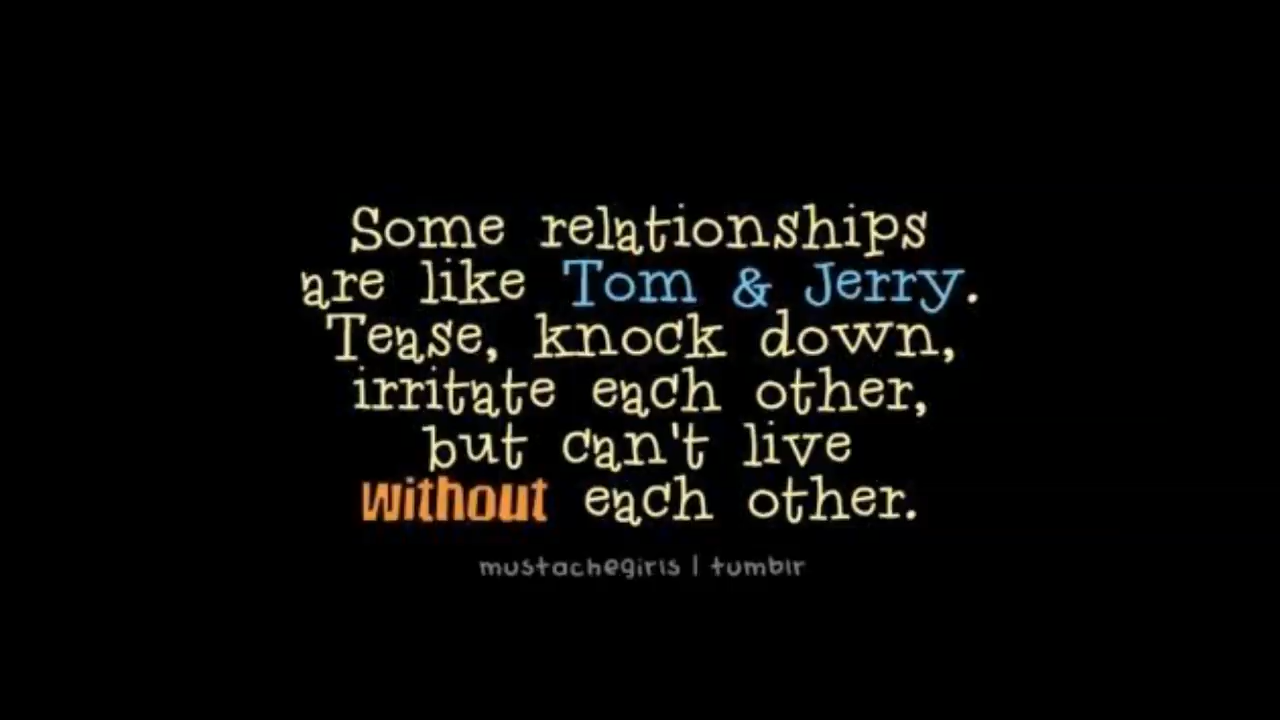 Some relationships
are like Tom & Jerry.
Tease, knock down,
irritate each other,
but can't live
without each other.
mustachegirls | tumblr